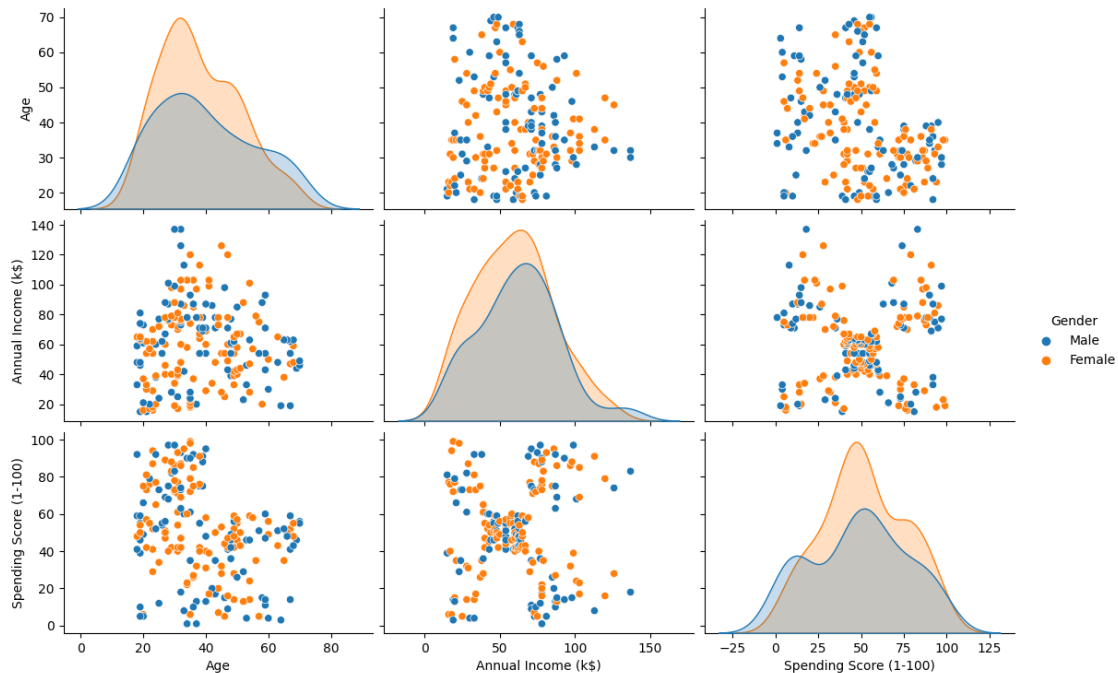 Age
70
60
50
40
30
20
Annual Income (k$)
140
120
100
80
60
40
20
Spending Score (1-100)
100
80
60
40
20
0
0 20 40 60 80
Age
0 50 100 150
Annual Income (k$)
−25 0 25 50 75 100 125
Spending Score (1-100)
Gender
Male
Female